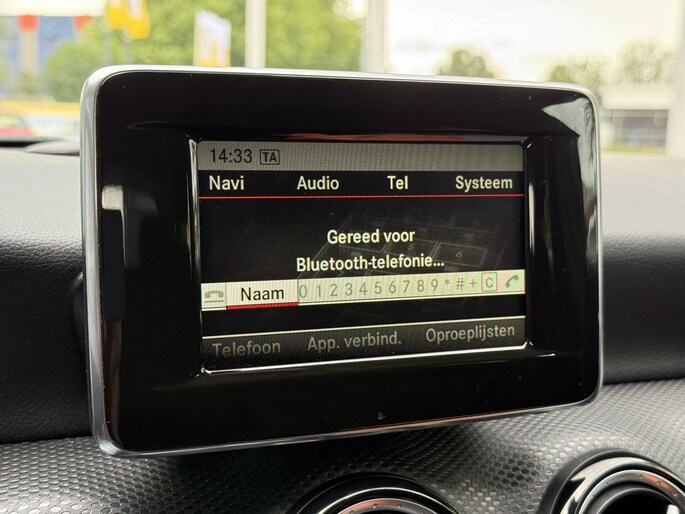 14:33 TA
Navi Audio Tel Systeem
Gereed voor
Bluetooth-telefonie...
Naam 0 1 2 3 4 5 6 7 8 9 * # + C
Telefoon App. verbind. Oproeplijsten